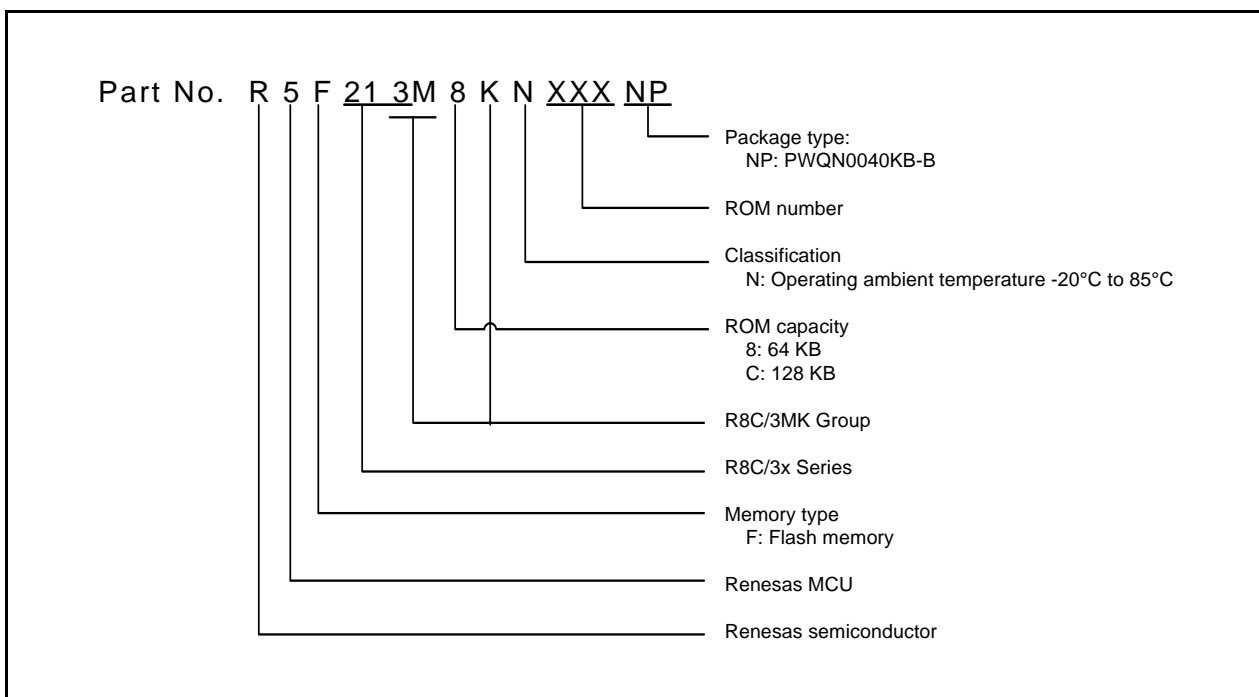 Part No. R 5 F 21 3M 8 K N XXX NP
Package type:
NP: PWQN0040KB-B
ROM number
Classification
N: Operating ambient temperature -20°C to 85°C
ROM capacity
8: 64 KB
C: 128 KB
R8C/3MK Group
R8C/3x Series
Memory type
F: Flash memory
Renesas MCU
Renesas semiconductor